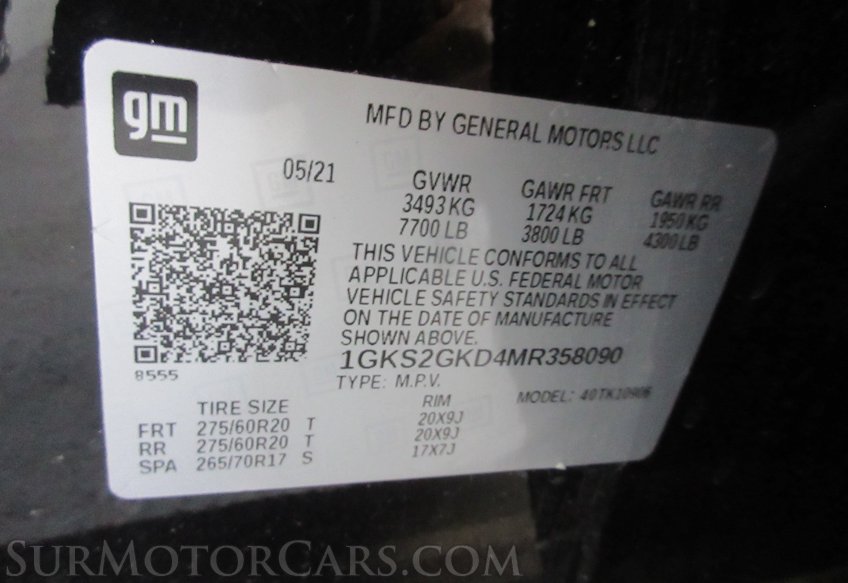 gm
MFD BY GENERAL MOTORS LLC
05/21
GVWR GAWR FRT GAWR RR
3493 KG 1724 KG 1950 KG
7700 LB 3800 LB 4300 LB
THIS VEHICLE CONFORMS TO ALL
APPLICABLE U.S. FEDERAL MOTOR
VEHICLE SAFETY STANDARDS IN EFFECT
ON THE DATE OF MANUFACTURE
SHOWN ABOVE.
1GKS2GKD4MR358090
8555
TYPE: M.P.V. MODEL: 40TK10906
TIRE SIZE RIM
FRT 275/60R20 T 20X9J
RR 275/60R20 T 20X9J
SPA 265/70R17 S 17X7J
SurMotorCars.com